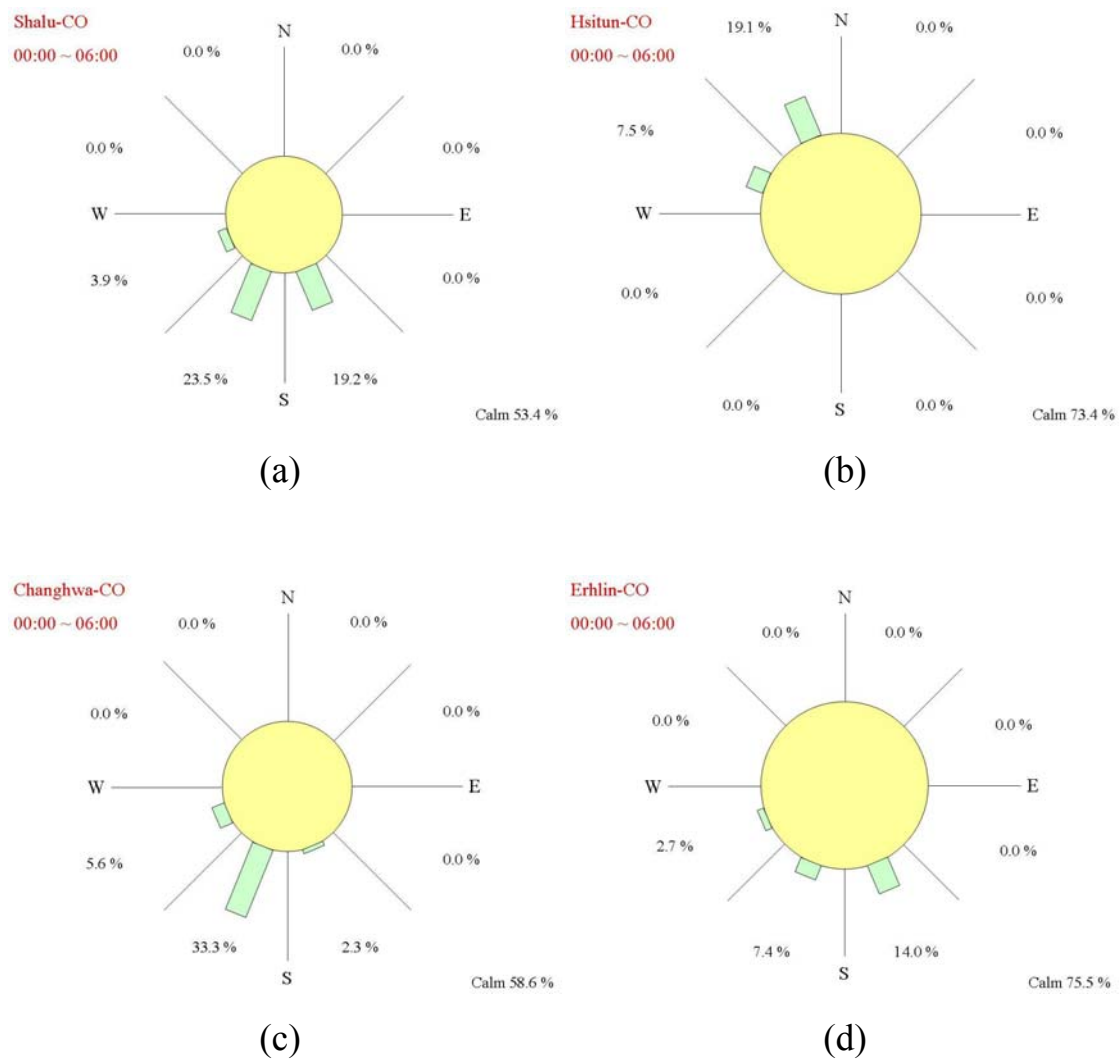 Shalu-CO
00:00 ~ 06:00
N
0.0 %
0.0 %
0.0 %
0.0 %
W
E
3.9 %
0.0 %
23.5 %
19.2 %
S
Calm 53.4 %
(a)
Hsitun-CO
00:00 ~ 06:00
N
19.1 %
0.0 %
7.5 %
0.0 %
W
E
0.0 %
0.0 %
0.0 %
0.0 %
S
Calm 73.4 %
(b)
Changhwa-CO
00:00 ~ 06:00
N
0.0 %
0.0 %
0.0 %
0.0 %
W
E
5.6 %
0.0 %
33.3 %
2.3 %
S
Calm 58.6 %
(c)
Erhlin-CO
00:00 ~ 06:00
N
0.0 %
0.0 %
0.0 %
0.0 %
W
E
2.7 %
0.0 %
7.4 %
14.0 %
S
Calm 75.5 %
(d)